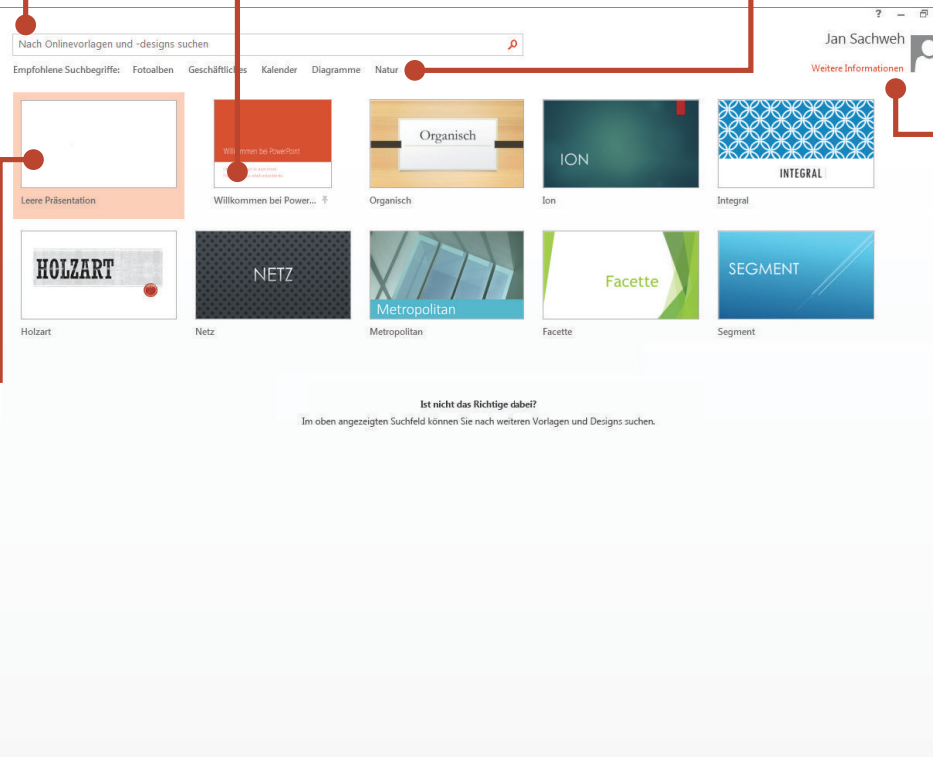 ?
Nach Onlinevorlagen und -designs suchen
Jan Sachweh
Empfohlene Suchbegriffe: Fotoalben Geschäftliches Kalender Diagramme Natur
Weitere Informationen
Willkommen bei PowerPoint
Organisch
ION
INTEGRAL
Leere Präsentation
Willkommen bei Power...
Organisch
Ion
Integral
HOLZART
NETZ
Metropolitan
Facette
SEGMENT
Holzart
Netz
Metropolitan
Facette
Segment
Ist nicht das Richtige dabei?
Im oben angezeigten Suchfeld können Sie nach weiteren Vorlagen und Designs suchen.